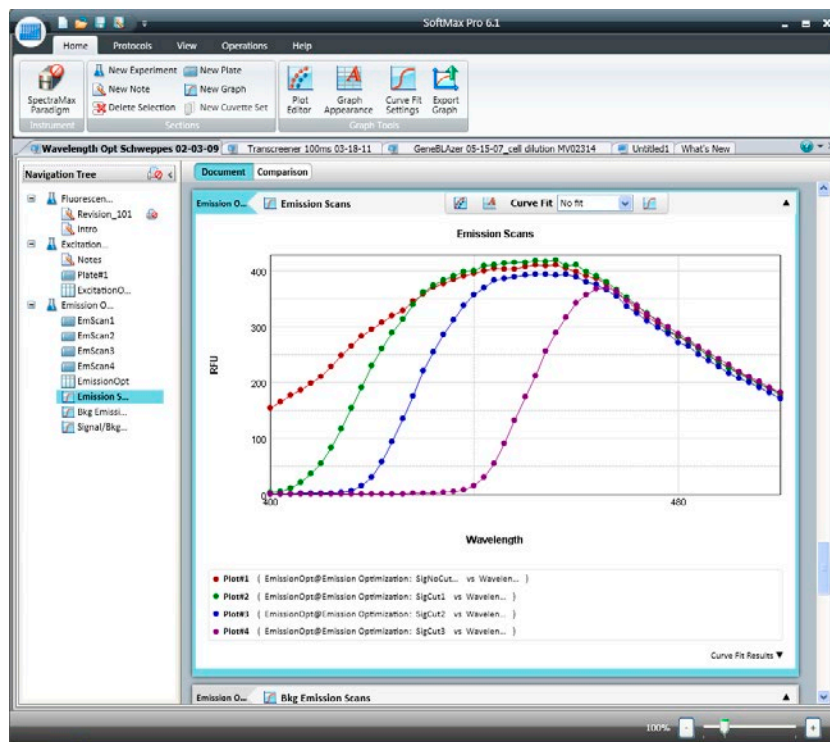 SoftMax Pro 6.1
Home Protocols View Operations Help
SpectraMax Paradigm
New Experiment New Plate
New Note New Graph
Delete Selection New Cuvette Set
Plot Editor
Graph Appearance
Curve Fit Settings
Export Graph
Instrument Sections Graph Tools
Wavelength Opt Schweppes 02-03-09 Transcreener 100ms 03-18-11 GeneBLAzer 05-15-07_cell dilution MV02314 Untitled1 What's New
Navigation Tree
Fluorescen...
Revision_101
Intro
Excitation...
Notes
Plate#1
ExcitationO...
Emission O...
EmScan1
EmScan2
EmScan3
EmScan4
EmissionOpt
Emission S...
Bkg Emissi...
Signal/Bkg...
Document Comparison
Emission O... Emission Scans Curve Fit No fit
Emission Scans
400
300
200
100
0
RFU
400 480
Wavelength
Plot#1 ( EmissionOpt@Emission Optimization: SigNoCut... vs Wavelen... )
Plot#2 ( EmissionOpt@Emission Optimization: SigCut1 vs Wavelen... )
Plot#3 ( EmissionOpt@Emission Optimization: SigCut2 vs Wavelen... )
Plot#4 ( EmissionOpt@Emission Optimization: SigCut3 vs Wavelen... )
Curve Fit Results ▼
Emission O... Bkg Emission Scans
100% - +